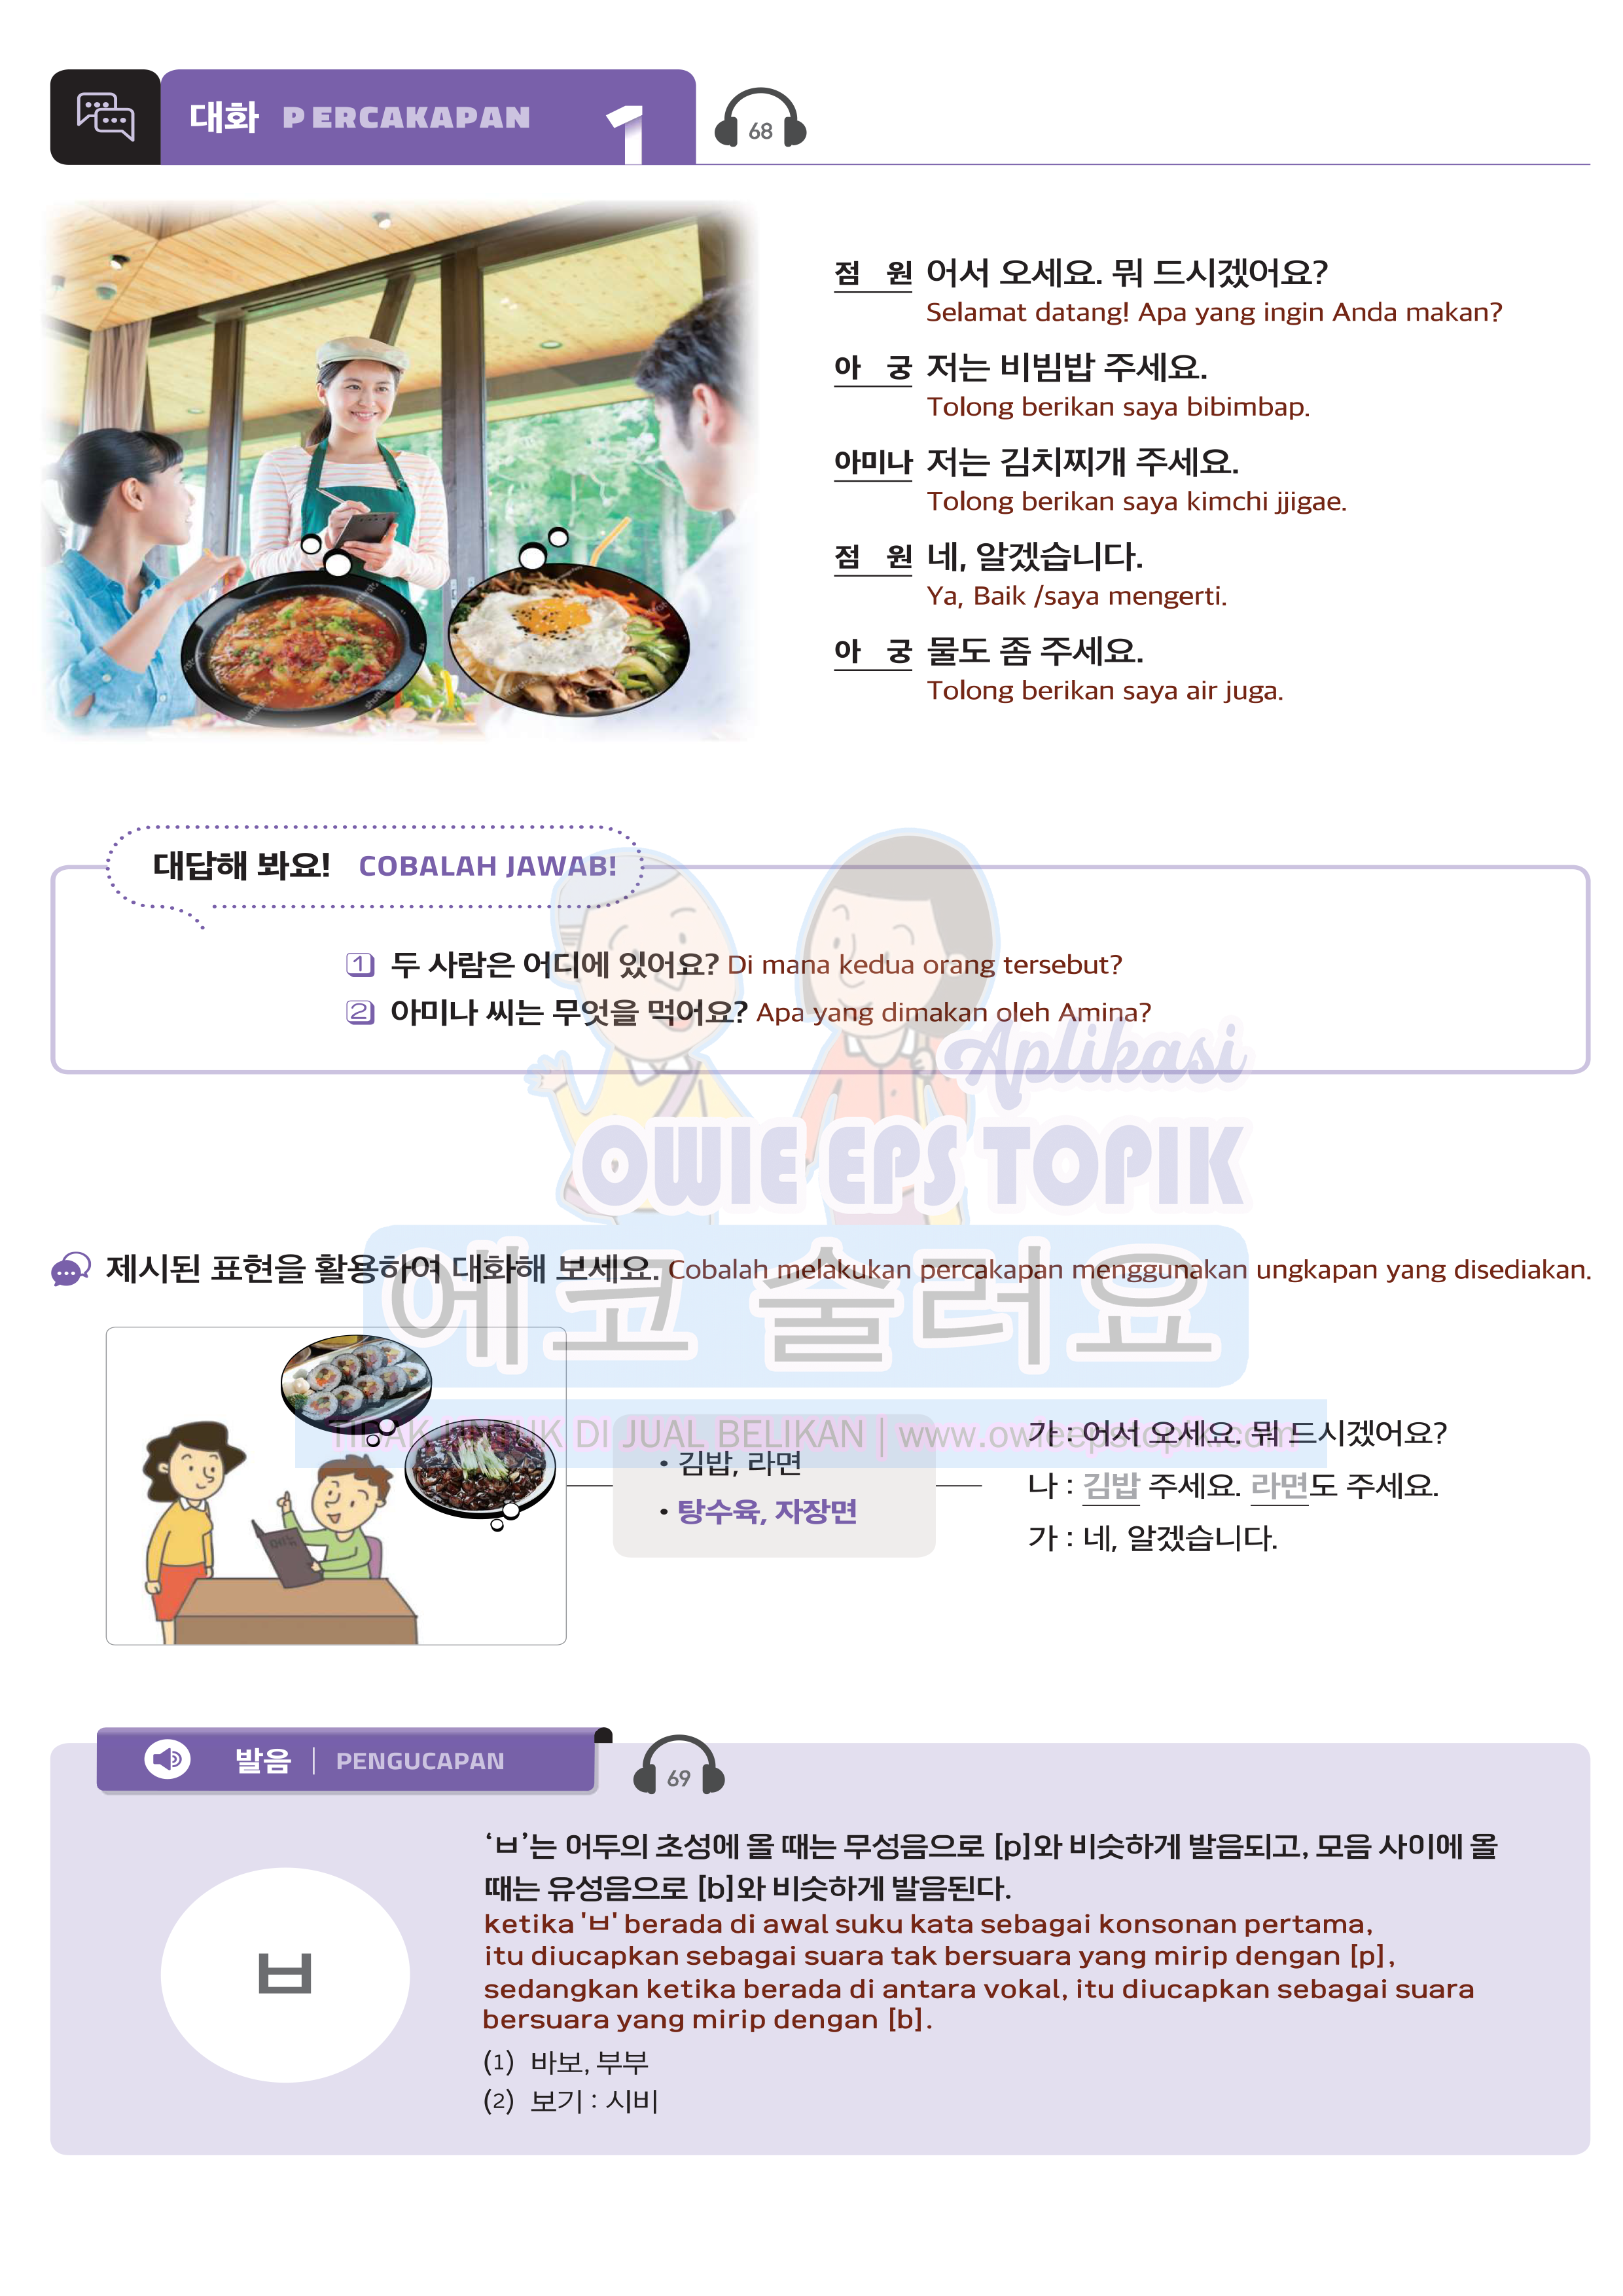 대화 PERCAKAPAN 1
68
점 원 어서 오세요. 뭐 드시겠어요?
Selamat datang! Apa yang ingin Anda makan?
아 궁 저는 비빔밥 주세요.
Tolong berikan saya bibimbap.
아미나 저는 김치찌개 주세요.
Tolong berikan saya kimchi jjigae.
점 원 네, 알겠습니다.
Ya, Baik /saya mengerti.
아 궁 물도 좀 주세요.
Tolong berikan saya air juga.
대답해 봐요! COBALAH JAWAB!
1 두 사람은 어디에 있어요? Di mana kedua orang tersebut?
2 아미나 씨는 무엇을 먹어요? Apa yang dimakan oleh Amina?
Aplikasi
OWIE EPS TOPIK
제시된 표현을 활용하여 대화해 보세요. Cobalah melakukan percakapan menggunakan ungkapan yang disediakan.
에코 술려요
TIDAK UNTUK DI JUAL BELIKAN | www.owieepstopik.com
• 김밥, 라면
• 탕수육, 자장면
가 : 어서 오세요. 뭐 드시겠어요?
나 : 김밥 주세요. 라면도 주세요.
가 : 네, 알겠습니다.
발음 | PENGUCAPAN
69
ㅂ
‘ㅂ’는 어두의 초성에 올 때는 무성음으로 [p]와 비슷하게 발음되고, 모음 사이에 올
때는 유성음으로 [b]와 비슷하게 발음된다.
ketika 'ㅂ' berada di awal suku kata sebagai konsonan pertama,
itu diucapkan sebagai suara tak bersuara yang mirip dengan [p],
sedangkan ketika berada di antara vokal, itu diucapkan sebagai suara
bersuara yang mirip dengan [b].
(1) 바보, 부부
(2) 보기 : 시비